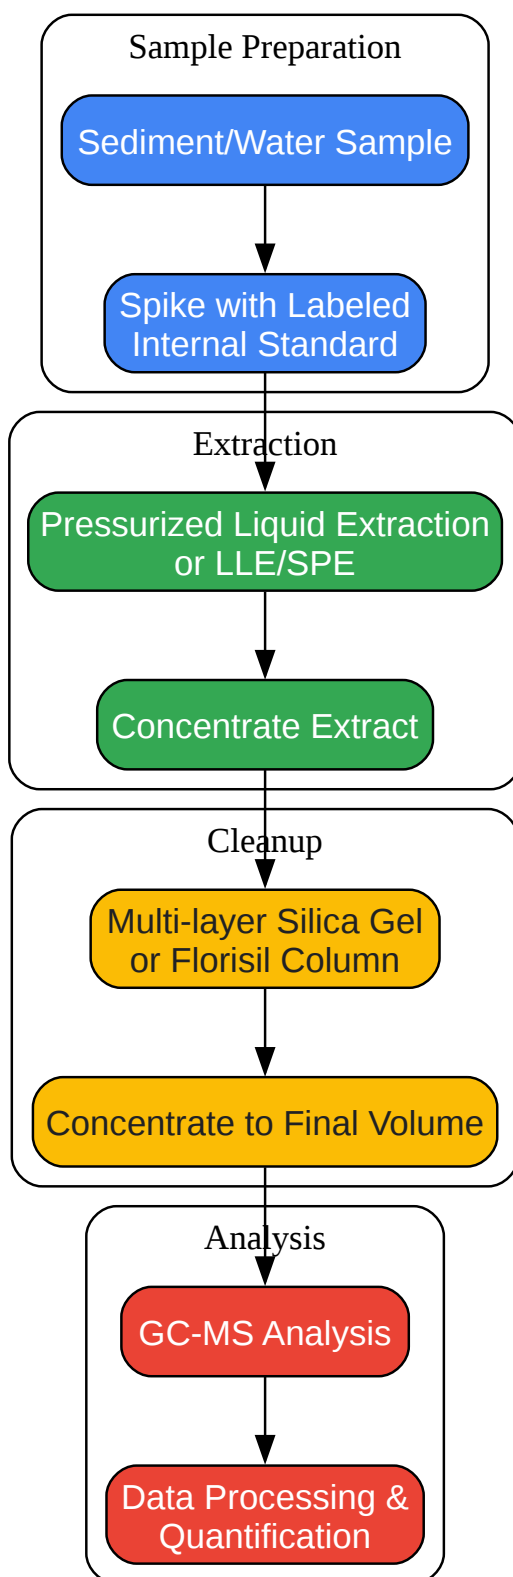 Sample Preparation
Sediment/Water Sample
Spike with Labeled
Internal Standard
Extraction
Pressurized Liquid Extraction
or LLE/SPE
Concentrate Extract
Cleanup
Multi-layer Silica Gel
or Florisil Column
Concentrate to Final Volume
Analysis
GC-MS Analysis
Data Processing &
Quantification